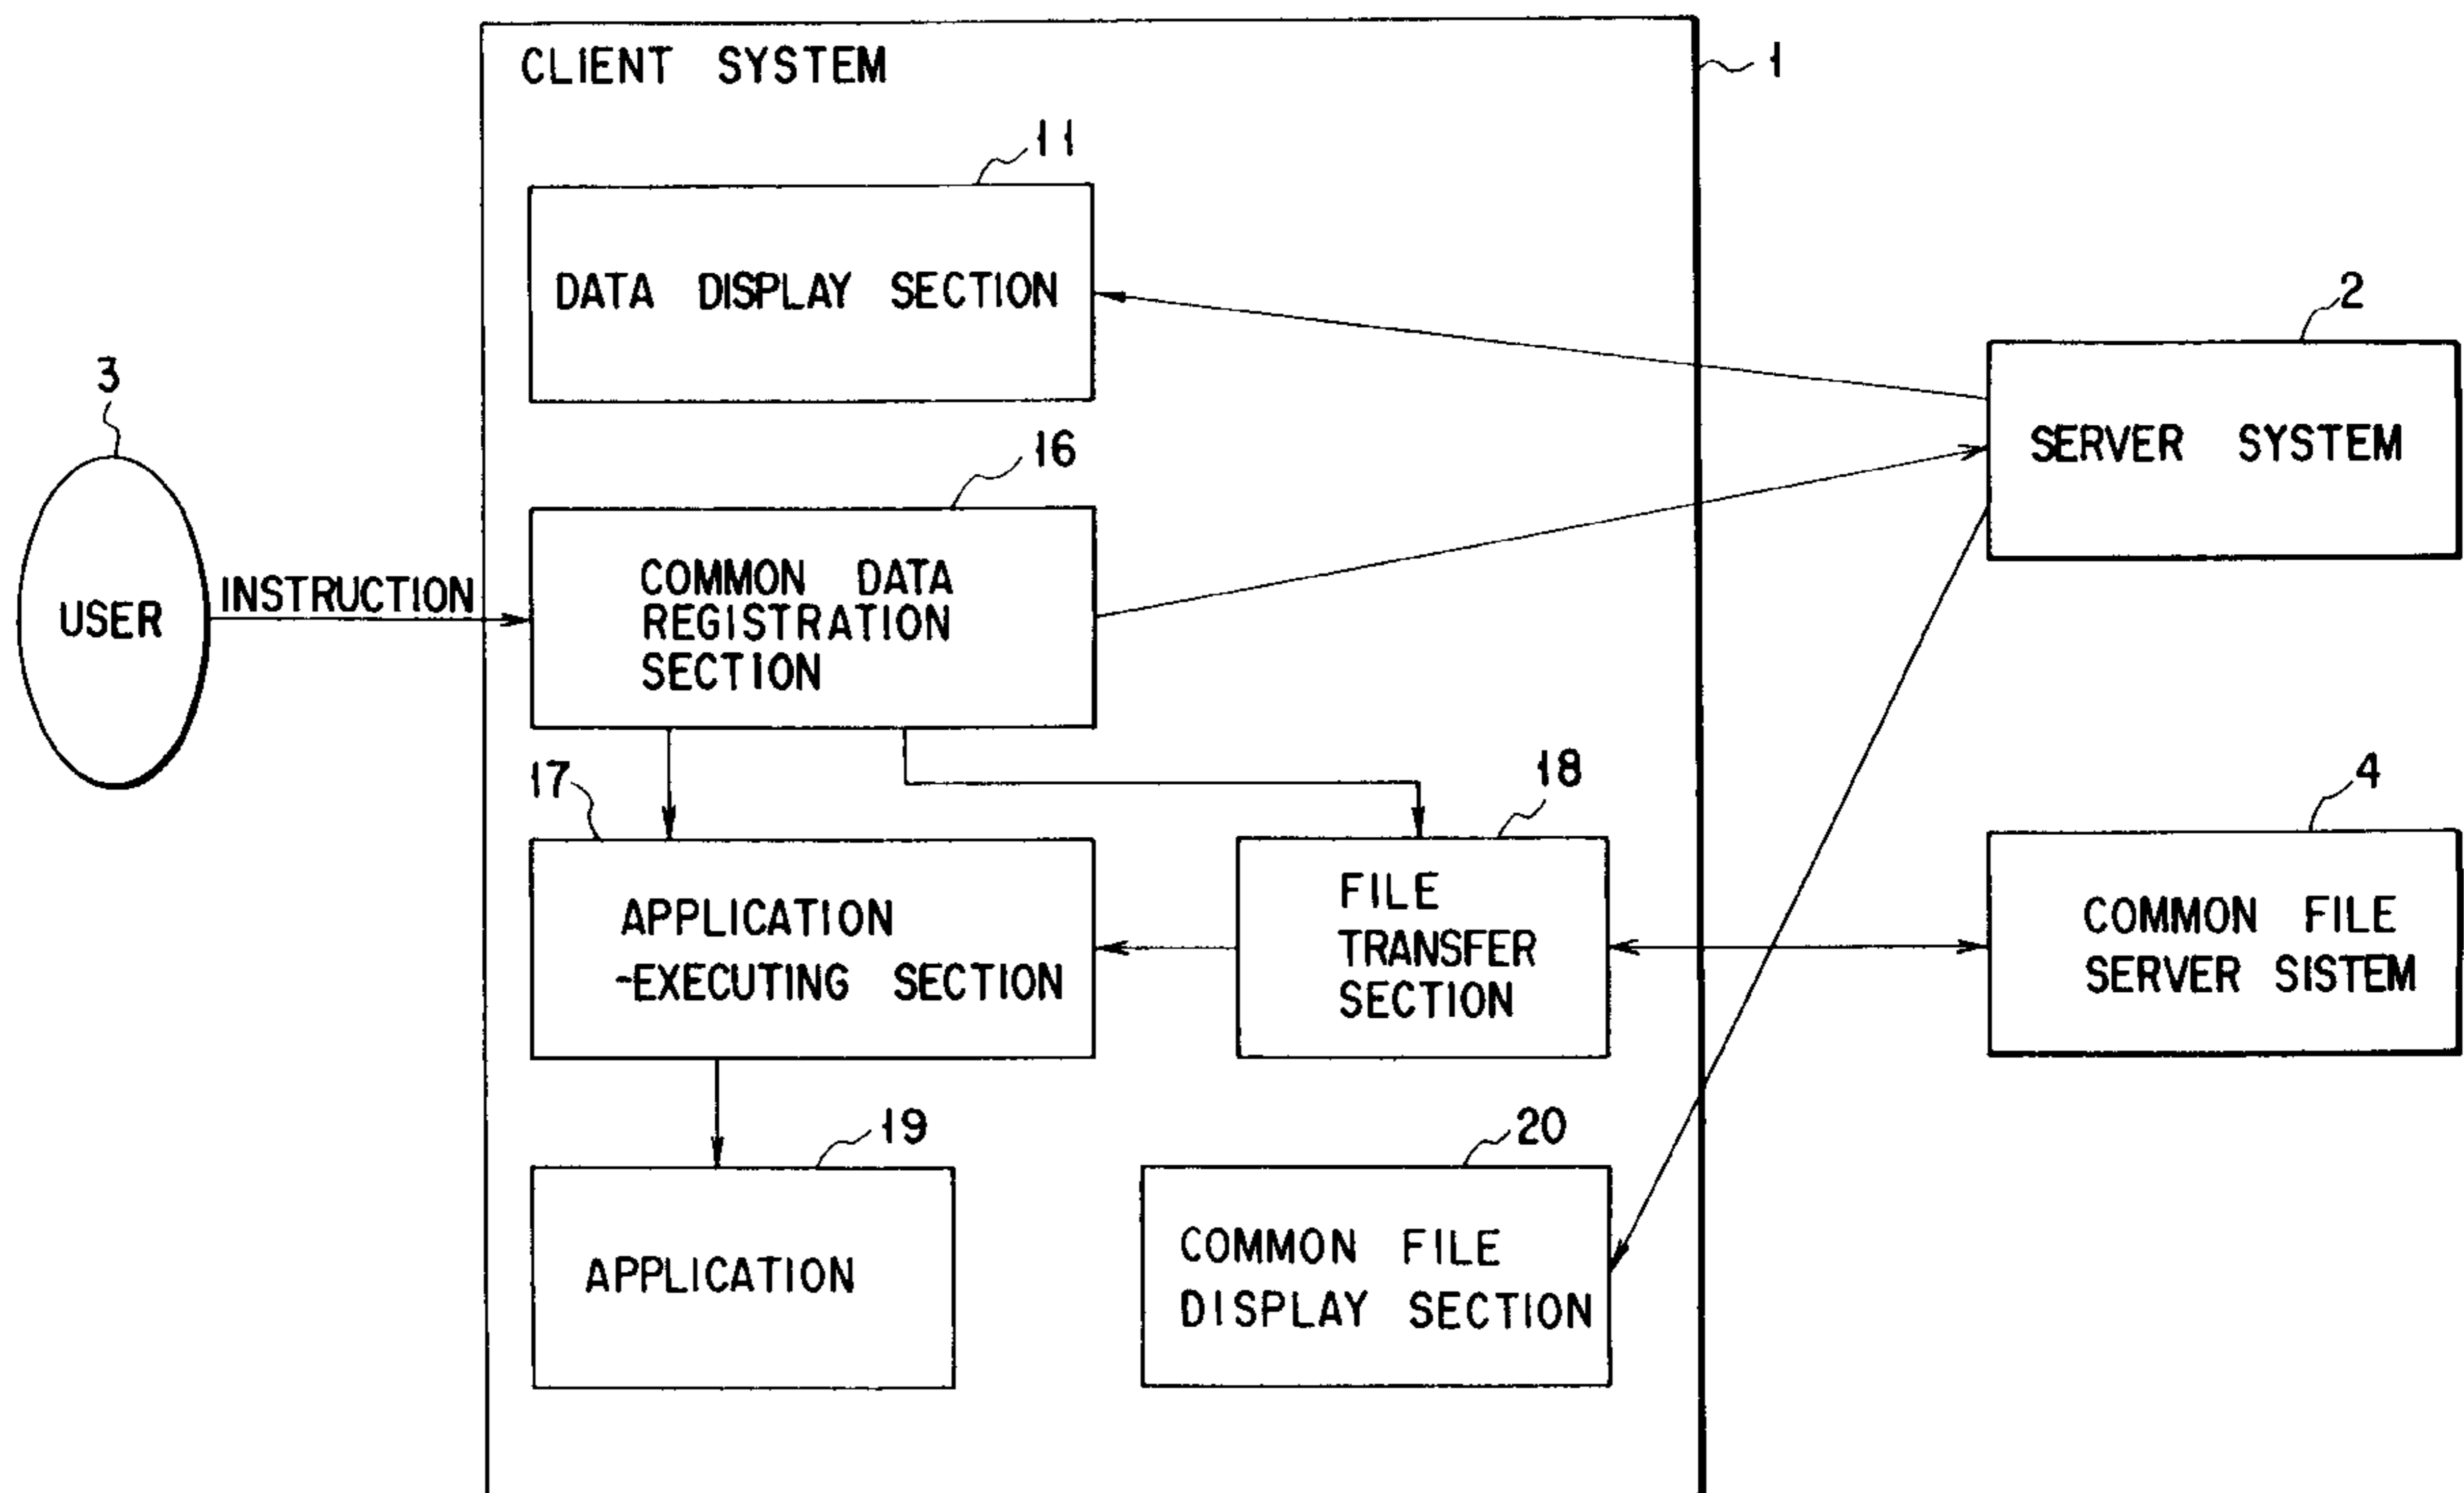 CLIENT SYSTEM
1
11
DATA DISPLAY SECTION
2
SERVER SYSTEM
3
USER
INSTRUCTION
16
COMMON DATA
REGISTRATION
SECTION
17
APPLICATION
-EXECUTING SECTION
18
FILE
TRANSFER
SECTION
4
COMMON FILE
SERVER SISTEM
19
APPLICATION
20
COMMON FILE
DISPLAY SECTION